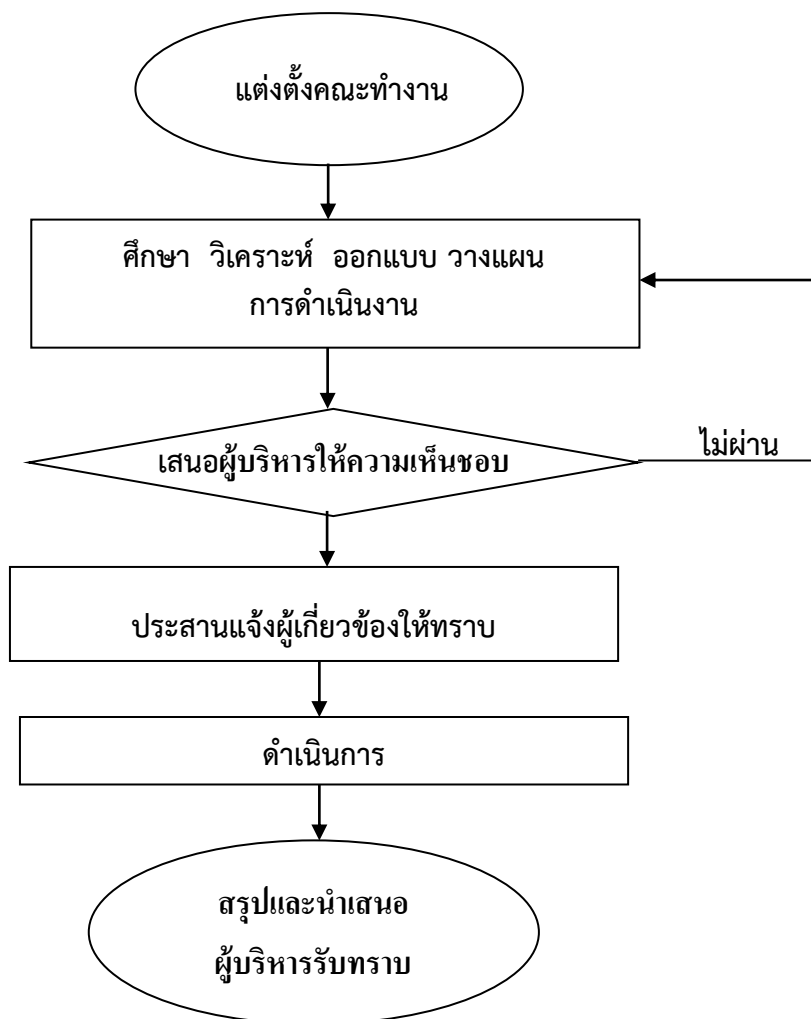 แต่งตั้งคณะทำงาน
ศึกษา วิเคราะห์ ออกแบบ วางแผน
การดำเนินงาน
เสนอผู้บริหารให้ความเห็นชอบ
ไม่ผ่าน
ประสานแจ้งผู้เกี่ยวข้องให้ทราบ
ดำเนินการ
สรุปและนำเสนอ
ผู้บริหารรับทราบ